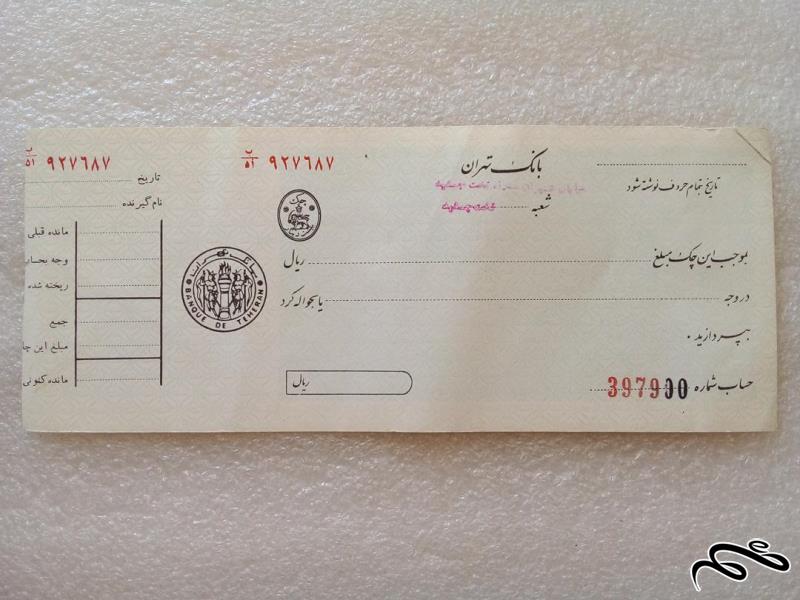 بانک تهران
تاریخ تمام حروف نوشته شود
شعبه
ب/۵۱ ۹۲۷۶۸۷
چک
بموجب این چک مبلغ
ریال
در وجه
یا بحواله کرد
بپردازید .
حساب شماره 397900
ریال
BANQUE DE TEHERAN
ب/۵۱ ۹۲۷۶۸۷
تاریخ
نام گیرنده
مانده قبلی
وجه بحسا
ریخته شده
جمع
مبلغ این چ
مانده کنونی